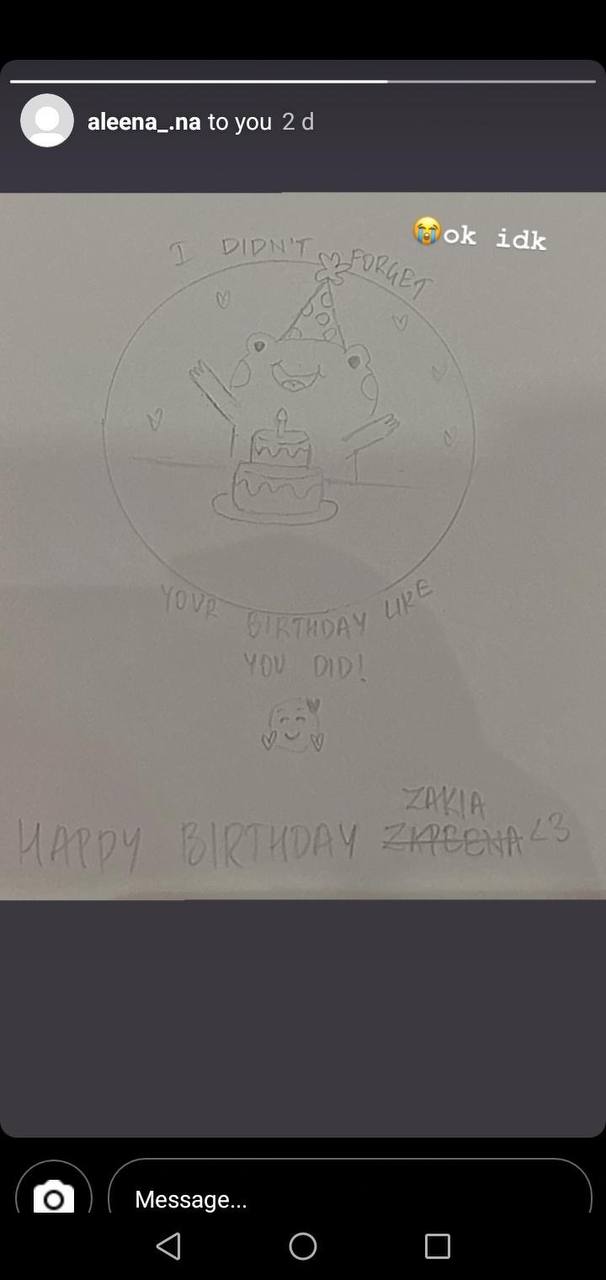 aleena_.na to you 2 d
😭ok idk
I DIDN'T FORGET
YOUR BIRTHDAY LIKE
YOU DID!
ZAKIA
HAPPY BIRTHDAY <3
Message...